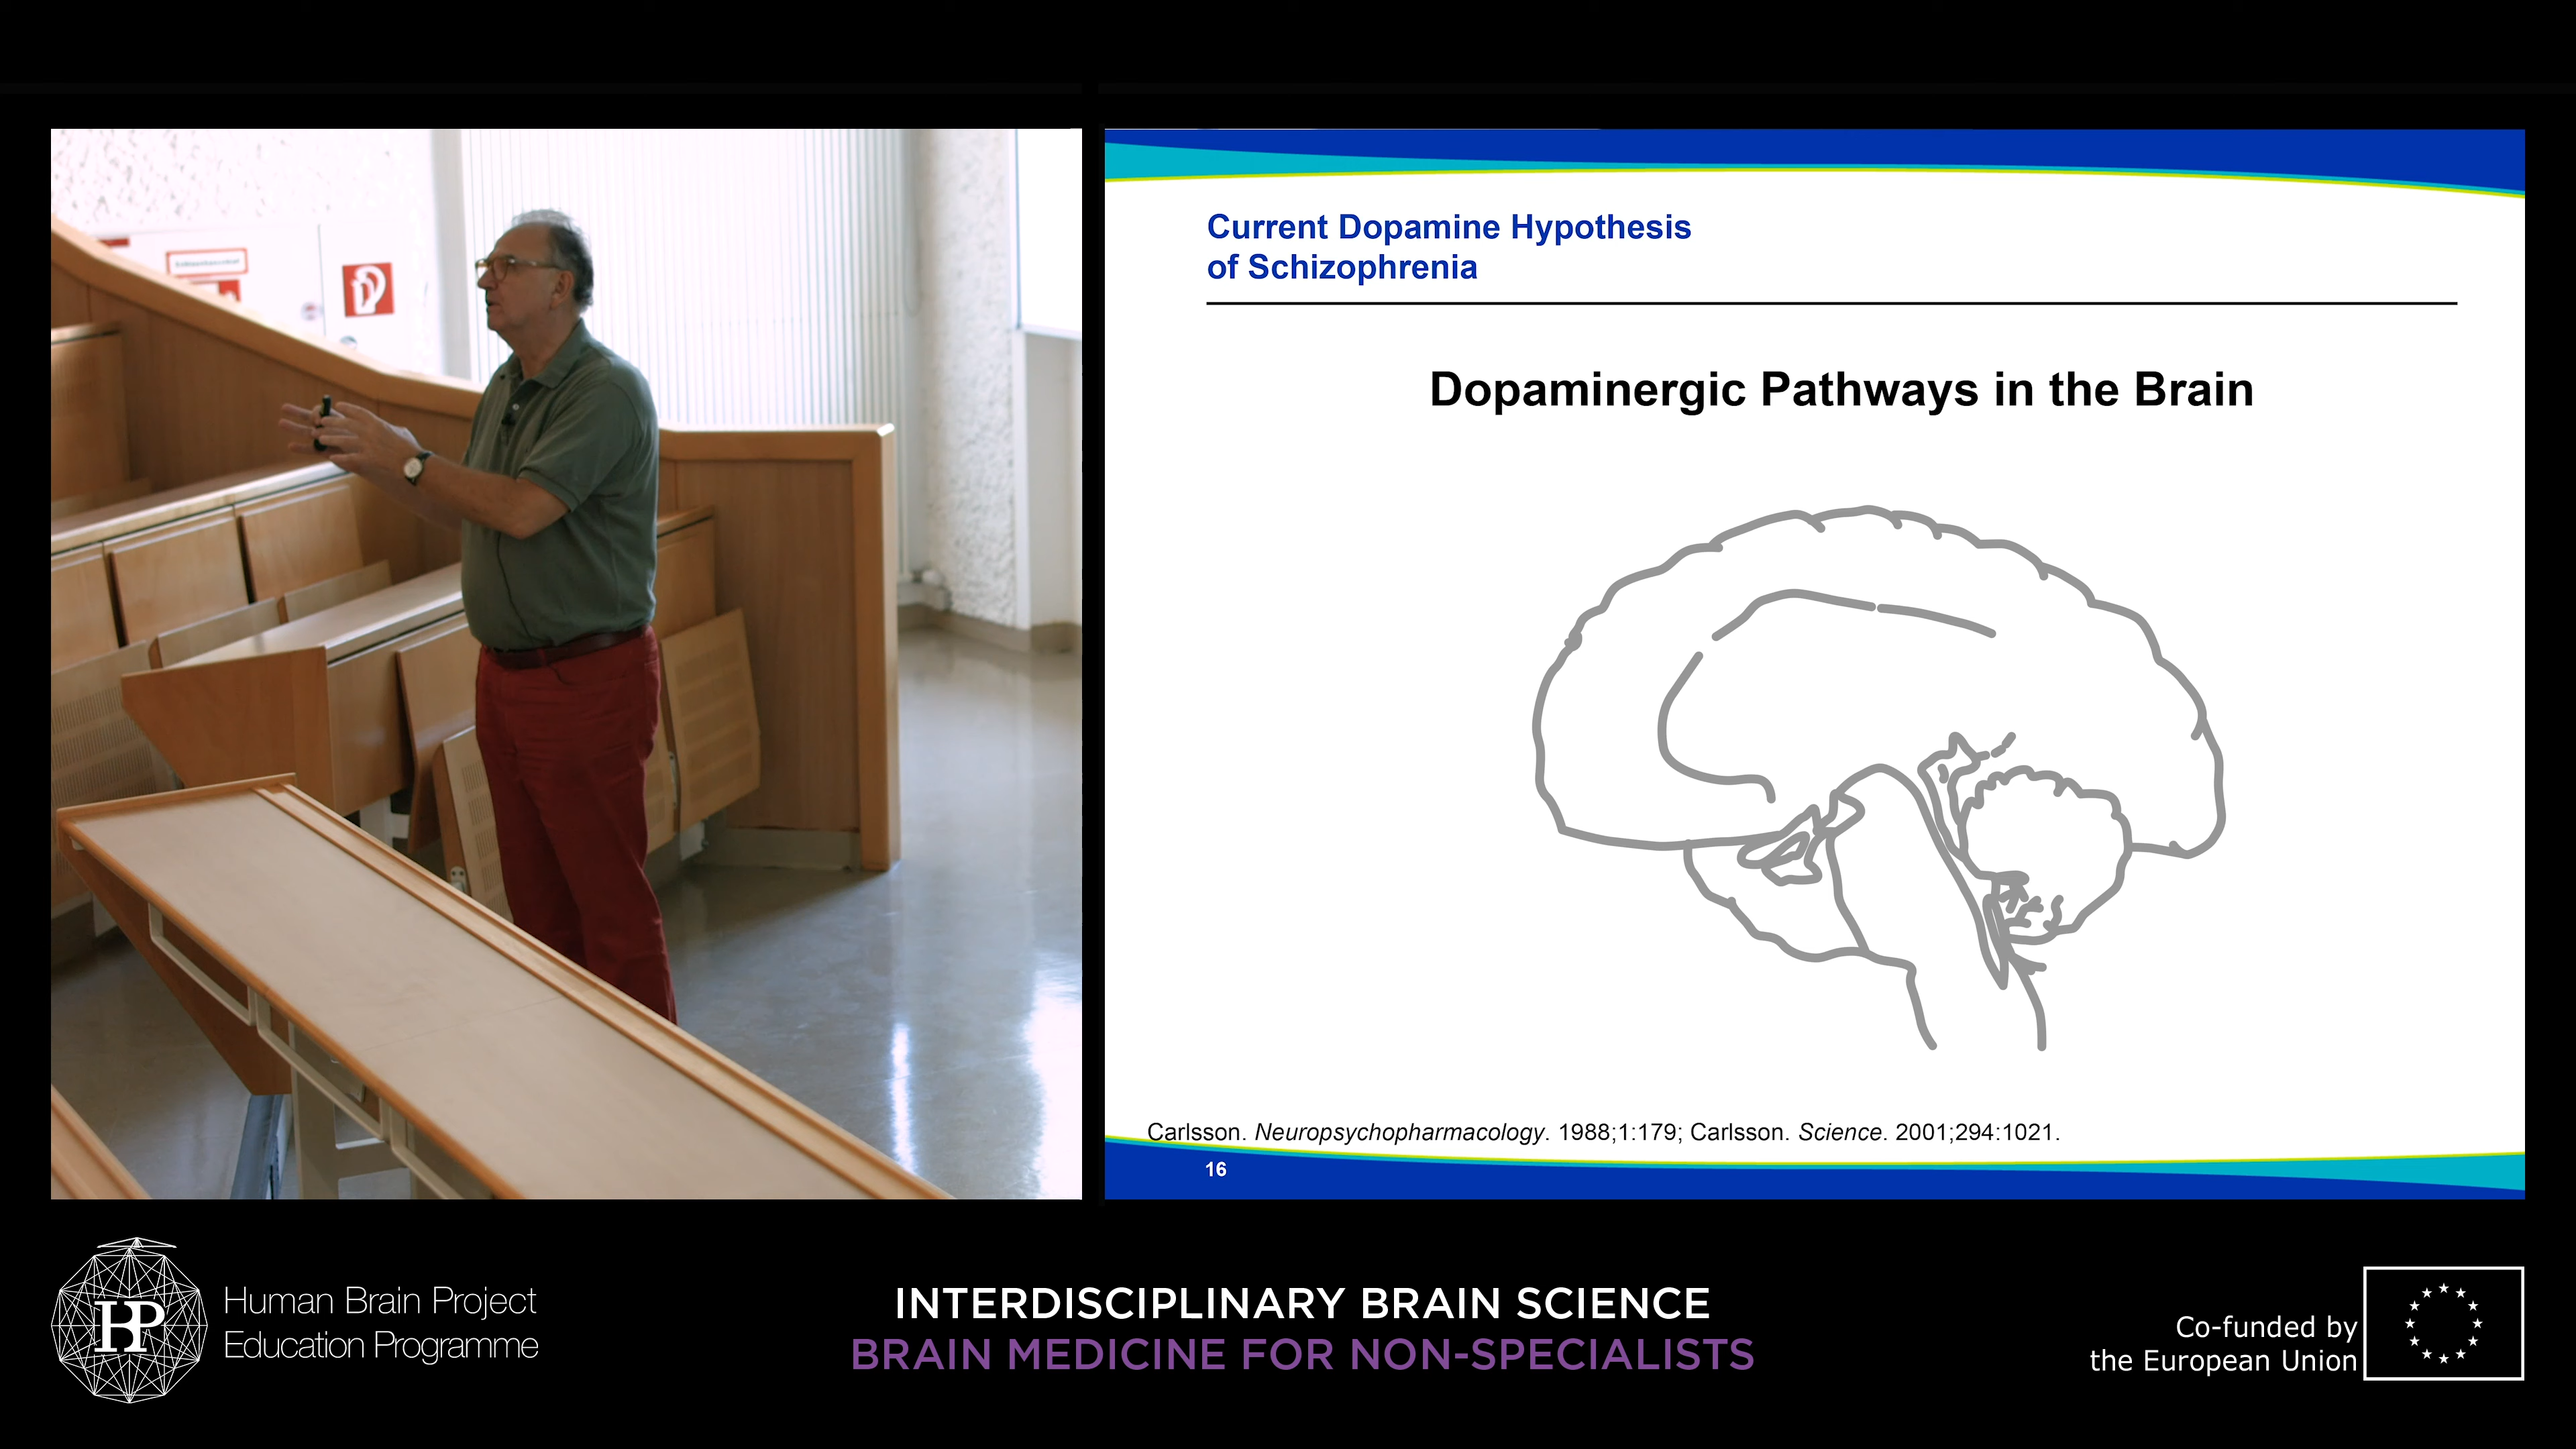 Current Dopamine Hypothesis
of Schizophrenia
Dopaminergic Pathways in the Brain
Carlsson. Neuropsychopharmacology. 1988;1:179; Carlsson. Science. 2001;294:1021.
16
HBP
Human Brain Project
Education Programme
INTERDISCIPLINARY BRAIN SCIENCE
BRAIN MEDICINE FOR NON-SPECIALISTS
Co-funded by
the European Union